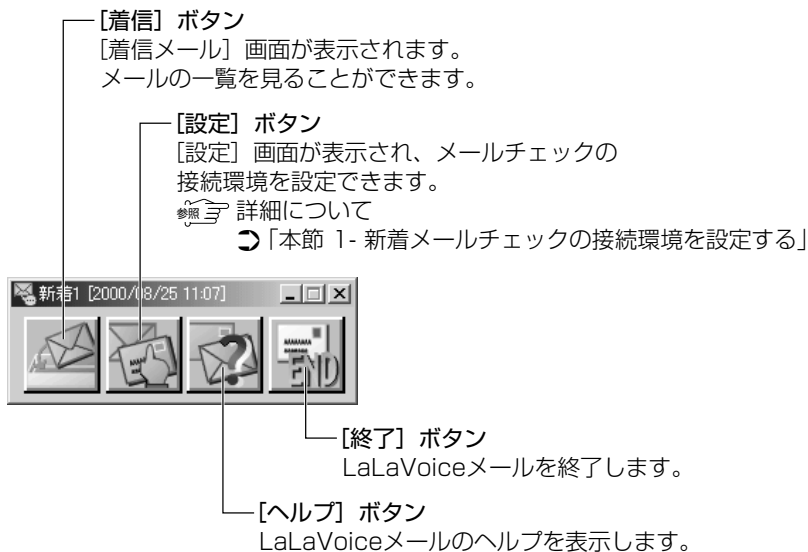 [着信] ボタン
[着信メール] 画面が表示されます。
メールの一覧を見ることができます。
[設定] ボタン
[設定] 画面が表示され、メールチェックの
接続環境を設定できます。
参照 詳細について
「本節 1- 新着メールチェックの接続環境を設定する」
新着1 [2000/08/25 11:07]
END
[終了] ボタン
LaLaVoiceメールを終了します。
[ヘルプ] ボタン
LaLaVoiceメールのヘルプを表示します。